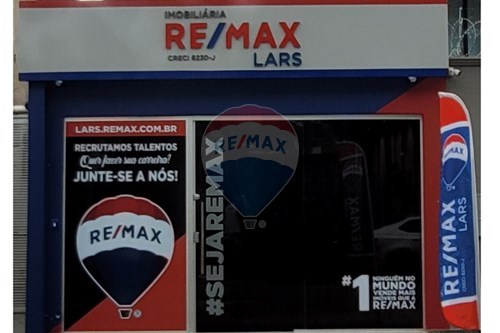 IMOBILIÁRIA
RE/MAX
CRECI 8230-J
LARS
LARS.REMAX.COM.BR
RECRUTAMOS TALENTOS
Quer fazer sua carreira?
JUNTE-SE A NÓS!
RE/MAX
#SEJAREMAX
RE/MAX
#1 NINGUÉM NO
MUNDO
VENDE MAIS
IMÓVEIS QUE A
RE/MAX
RE/MAX
LARS